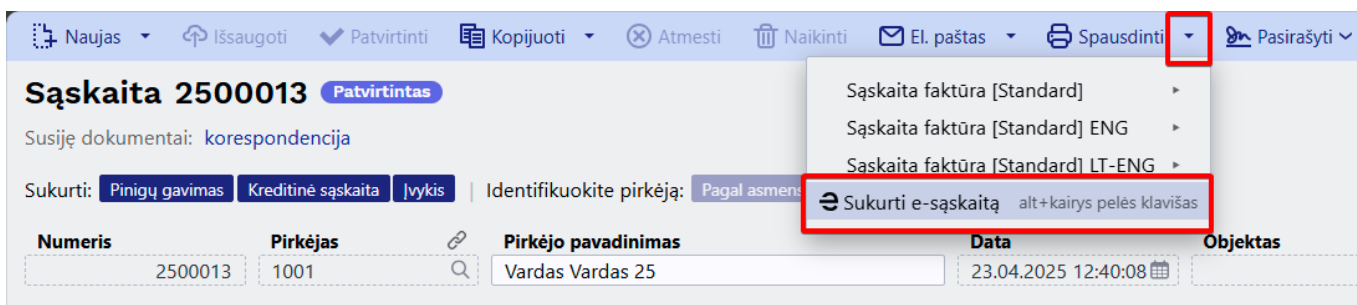 Naujas Išsaugoti Patvirtinti Kopijuoti Atmesti Naikinti El. paštas Spausdinti Pasirašyti
Sąskaita 2500013 Patvirtintas
Sąskaita faktūra [Standard]
Susiję dokumentai: korespondencija
Sąskaita faktūra [Standard] ENG
Sąskaita faktūra [Standard] LT-ENG
Sukurti: Pinigų gavimas Kreditinė sąskaita Įvykis | Identifikuokite pirkėją: Pagal asmens
Sukurti e-sąskaitą alt+kairys pelės klavišas
Numeris Pirkėjas Pirkėjo pavadinimas Data Objektas
2500013 1001 Vardas Vardas 25 23.04.2025 12:40:08